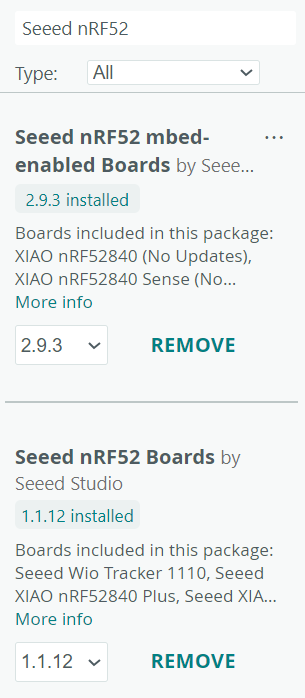 Seeed nRF52
Type:
All
Seeed nRF52 mbed-
enabled Boards by Seee...
2.9.3 installed
Boards included in this package:
XIAO nRF52840 (No Updates),
XIAO nRF52840 Sense (No...
More info
2.9.3
REMOVE
Seeed nRF52 Boards by
Seeed Studio
1.1.12 installed
Boards included in this package:
Seeed Wio Tracker 1110, Seeed
XIAO nRF52840 Plus, Seeed XIA...
More info
1.1.12
REMOVE